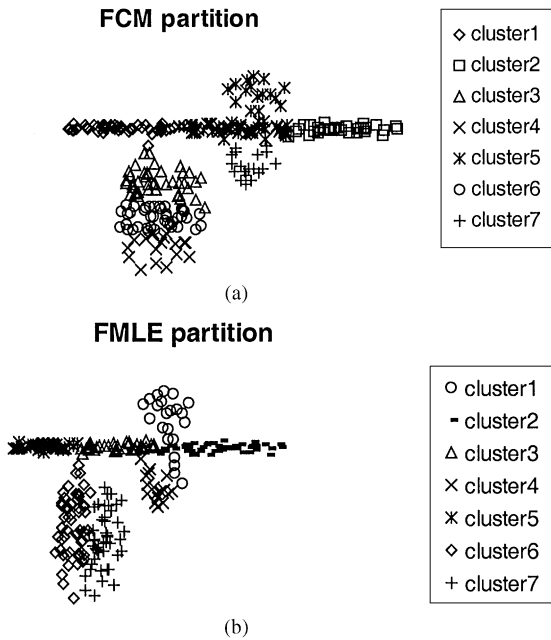 FCM partition
cluster1
cluster2
cluster3
cluster4
cluster5
cluster6
cluster7
(a)
FMLE partition
cluster1
cluster2
cluster3
cluster4
cluster5
cluster6
cluster7
(b)